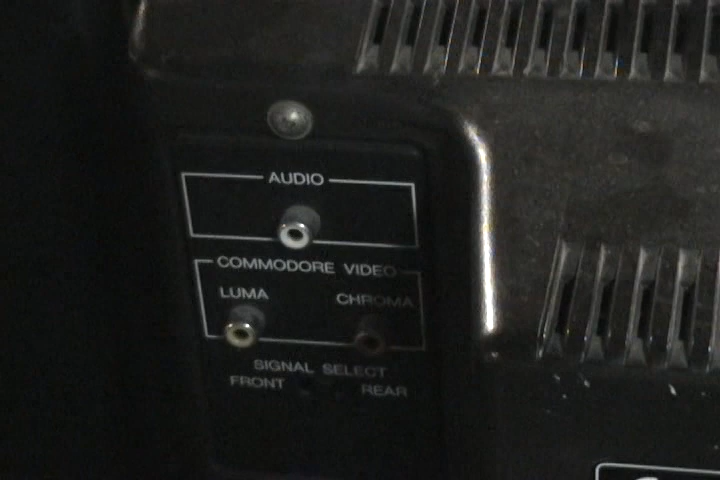 AUDIO
COMMODORE VIDEO
LUMA CHROMA
SIGNAL SELECT
FRONT REAR